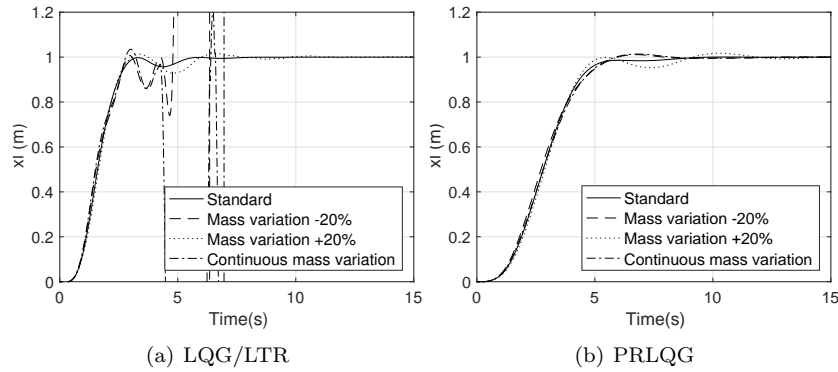 1.2
1
0.8
0.6
0.4
0.2
0
xl (m)
Standard
Mass variation -20%
Mass variation +20%
Continuous mass variation
0 5 10 15
Time(s)
(a) LQG/LTR
1.2
1
0.8
0.6
0.4
0.2
0
xl (m)
Standard
Mass variation -20%
Mass variation +20%
Continuous mass variation
0 5 10 15
Time(s)
(b) PRLQG